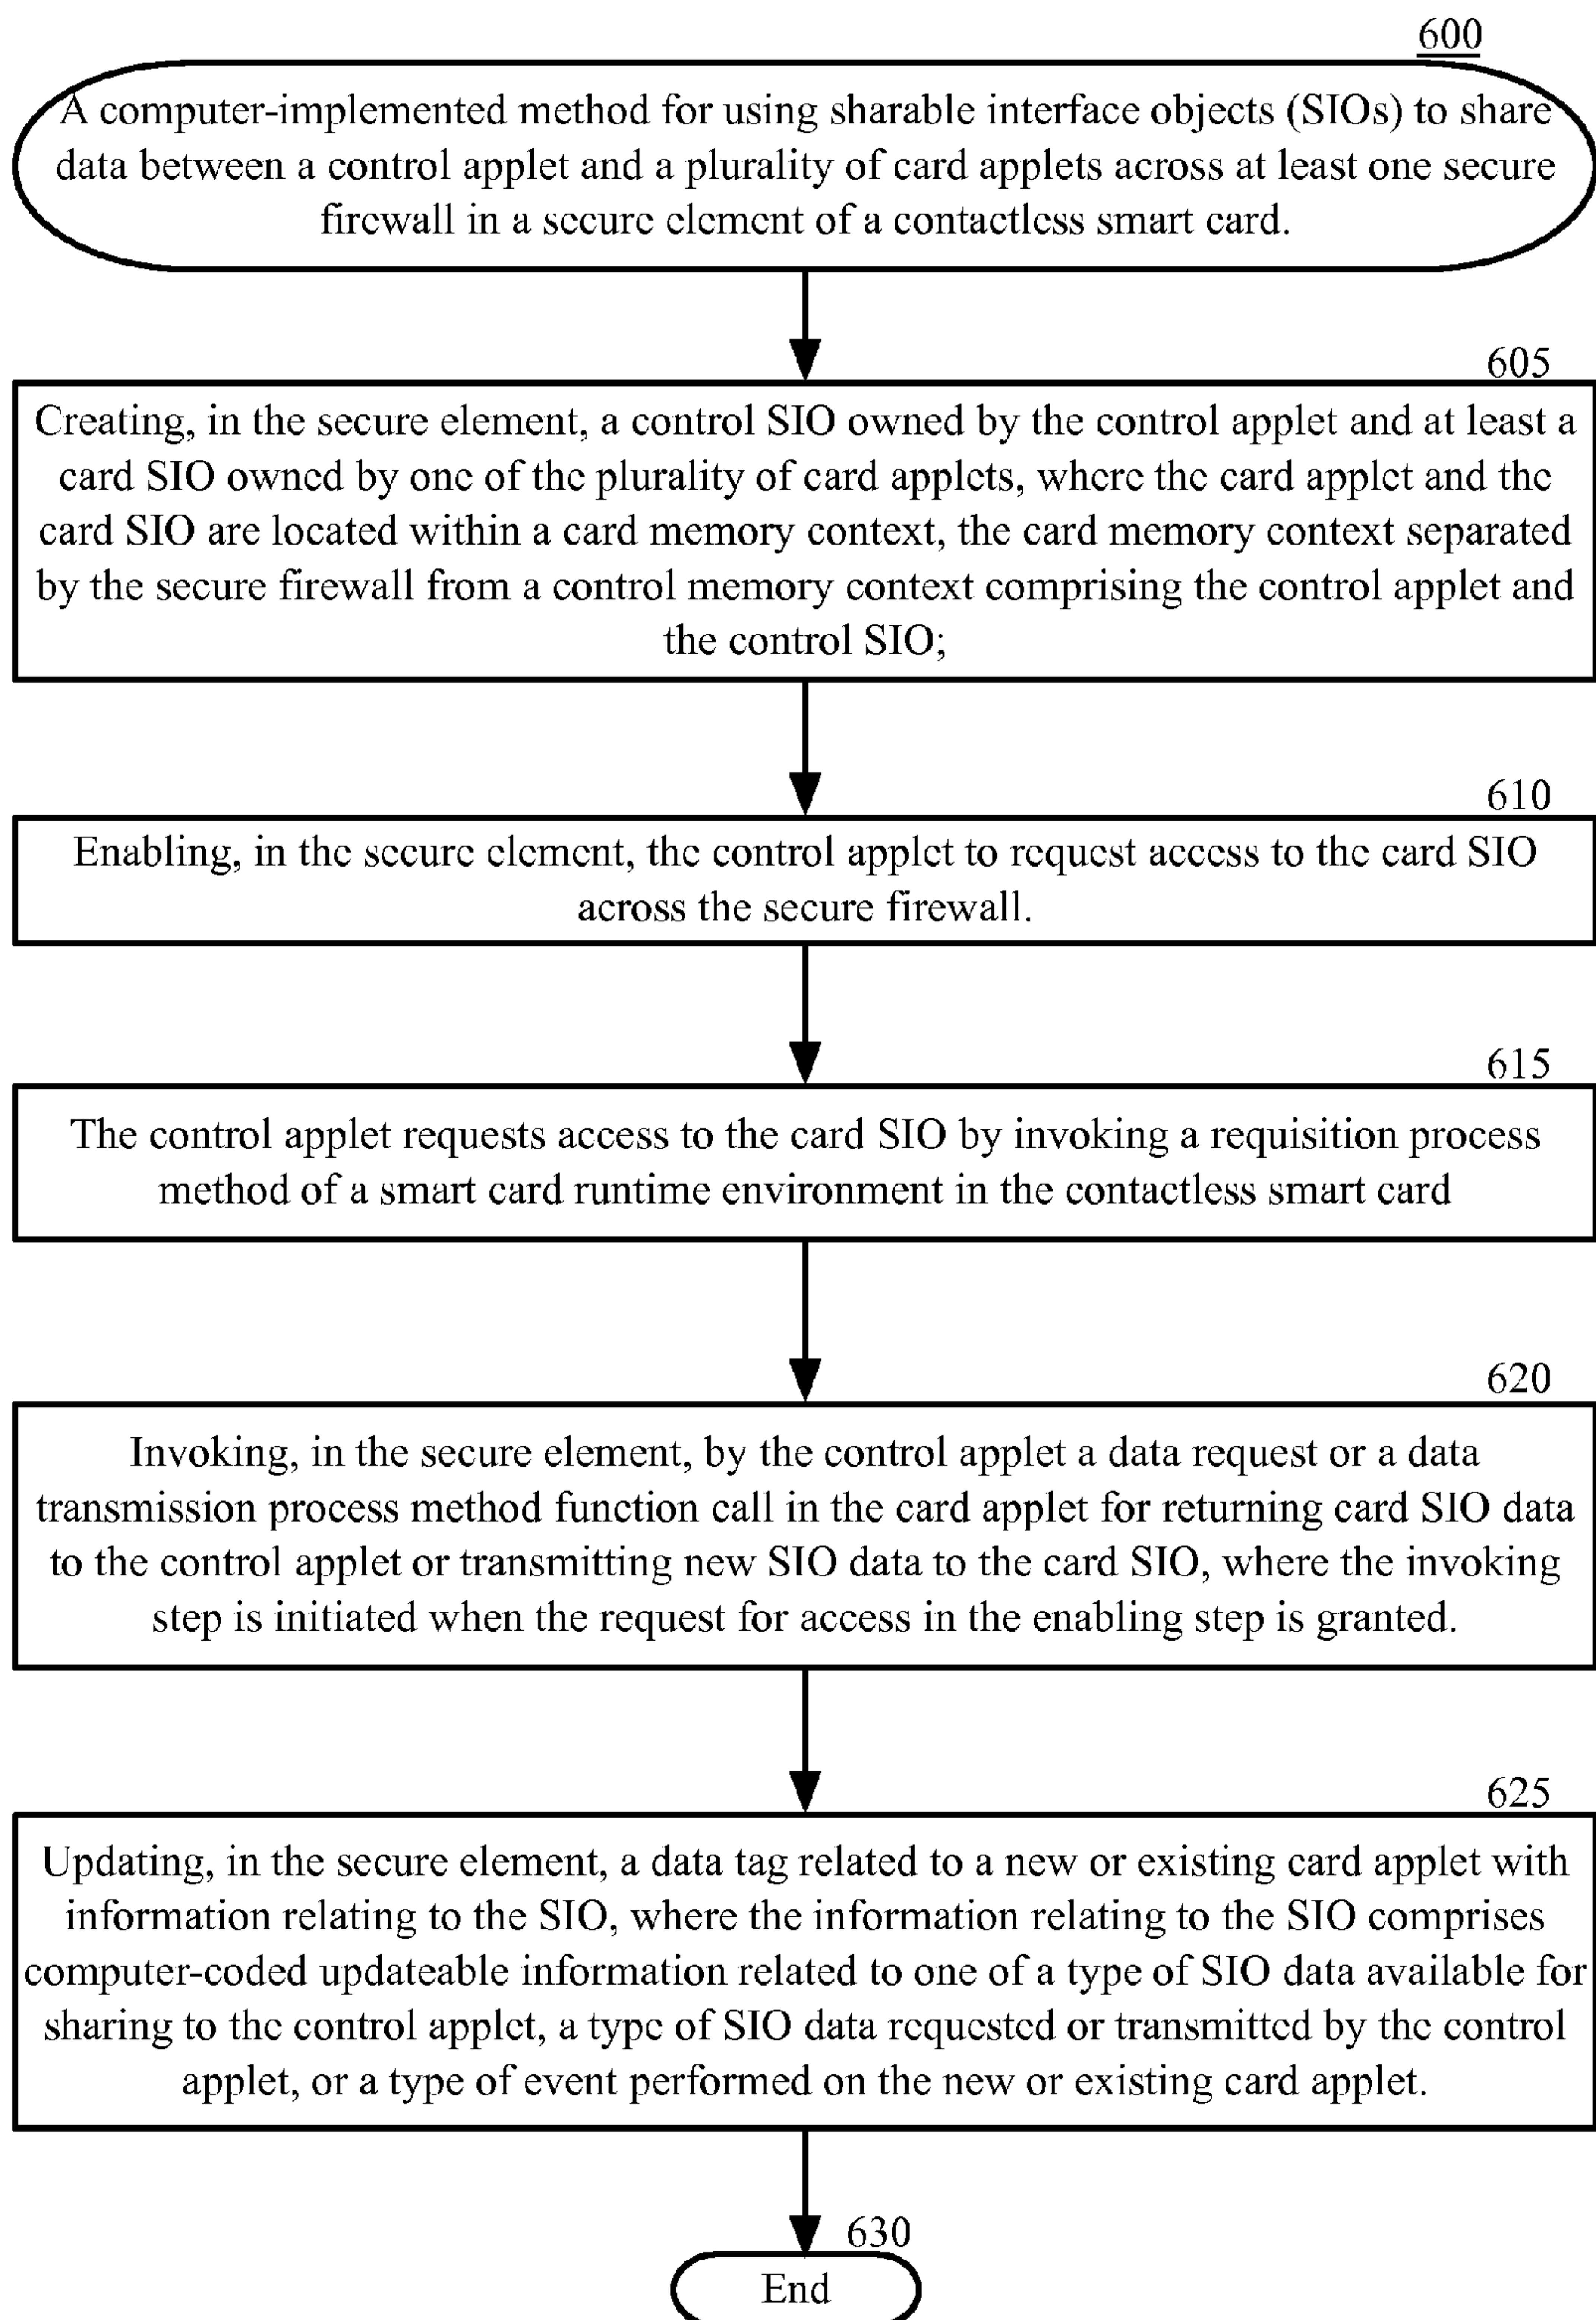 600
A computer-implemented method for using sharable interface objects (SIOs) to share
data between a control applet and a plurality of card applets across at least one secure
firewall in a secure element of a contactless smart card.
605
Creating, in the secure element, a control SIO owned by the control applet and at least a
card SIO owned by one of the plurality of card applets, where the card applet and the
card SIO are located within a card memory context, the card memory context separated
by the secure firewall from a control memory context comprising the control applet and
the control SIO;
610
Enabling, in the secure element, the control applet to request access to the card SIO
across the secure firewall.
615
The control applet requests access to the card SIO by invoking a requisition process
method of a smart card runtime environment in the contactless smart card
620
Invoking, in the secure element, by the control applet a data request or a data
transmission process method function call in the card applet for returning card SIO data
to the control applet or transmitting new SIO data to the card SIO, where the invoking
step is initiated when the request for access in the enabling step is granted.
625
Updating, in the secure element, a data tag related to a new or existing card applet with
information relating to the SIO, where the information relating to the SIO comprises
computer-coded updateable information related to one of a type of SIO data available for
sharing to the control applet, a type of SIO data requested or transmitted by the control
applet, or a type of event performed on the new or existing card applet.
630
End